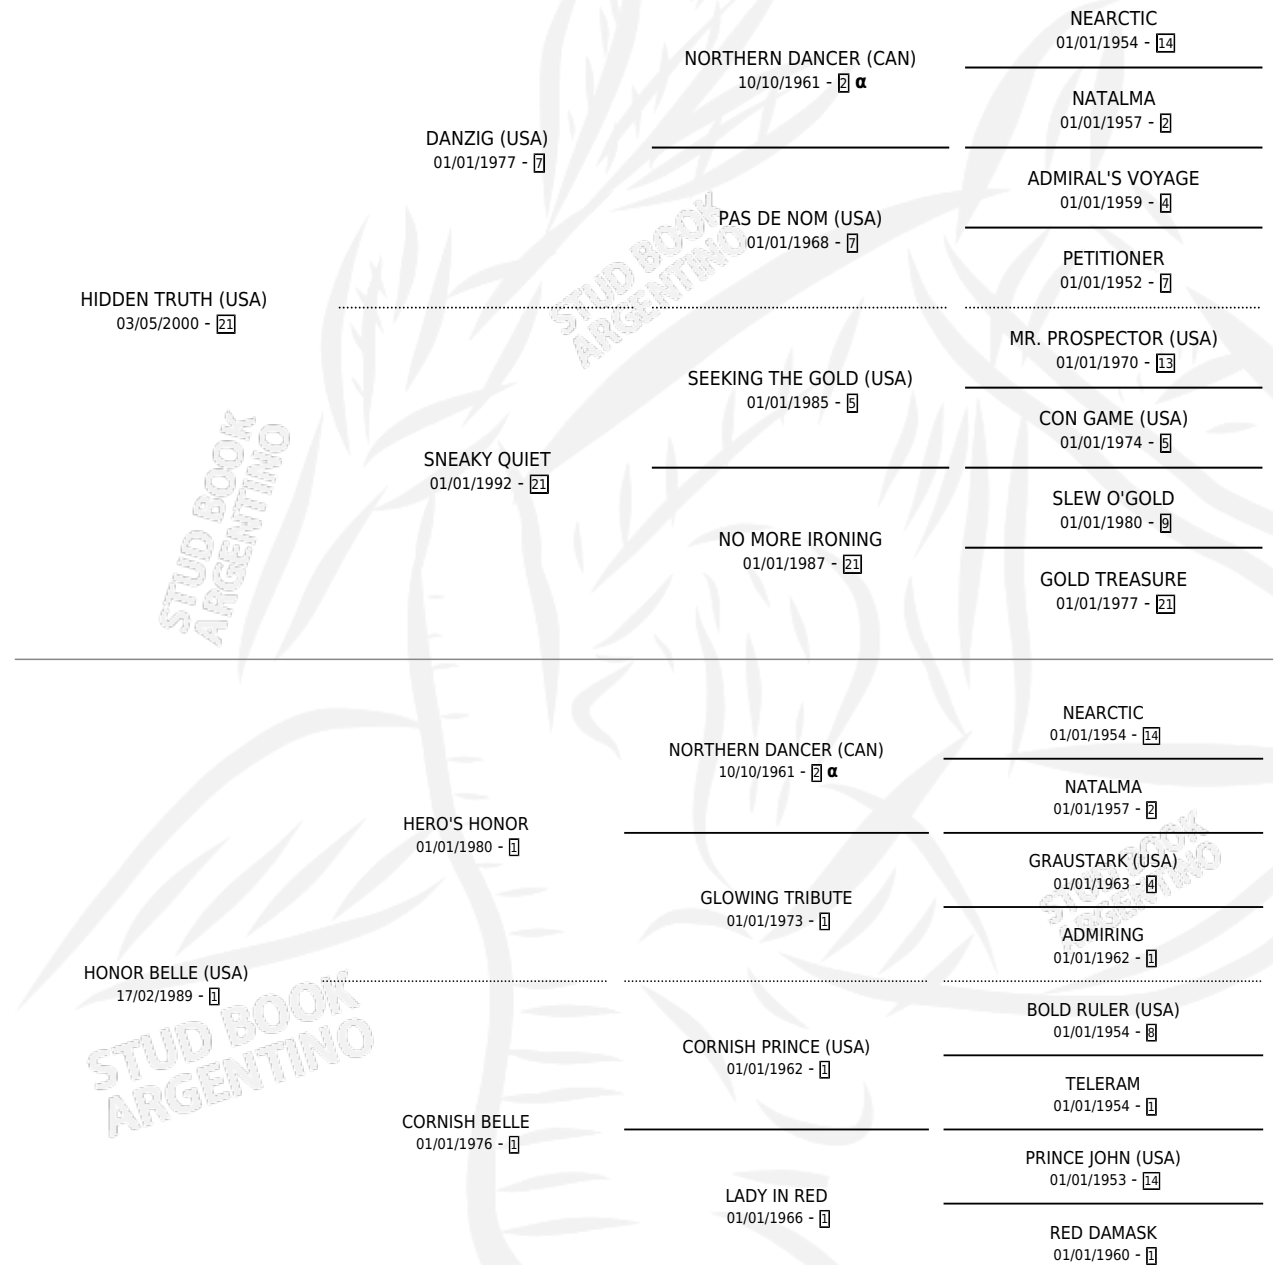 NEARCTIC
01/01/1954 - 14
NORTHERN DANCER (CAN)
10/10/1961 - 2 α
NATALMA
01/01/1957 - 2
DANZIG (USA)
01/01/1977 - 7
ADMIRAL'S VOYAGE
01/01/1959 - 4
PAS DE NOM (USA)
01/01/1968 - 7
PETITIONER
01/01/1952 - 7
HIDDEN TRUTH (USA)
03/05/2000 - 21
MR. PROSPECTOR (USA)
01/01/1970 - 13
SEEKING THE GOLD (USA)
01/01/1985 - 5
CON GAME (USA)
01/01/1974 - 5
SNEAKY QUIET
01/01/1992 - 21
SLEW O'GOLD
01/01/1980 - 9
NO MORE IRONING
01/01/1987 - 21
GOLD TREASURE
01/01/1977 - 21
NEARCTIC
01/01/1954 - 14
NORTHERN DANCER (CAN)
10/10/1961 - 2 α
NATALMA
01/01/1957 - 2
HERO'S HONOR
01/01/1980 - 1
GRAUSTARK (USA)
01/01/1963 - 4
GLOWING TRIBUTE
01/01/1973 - 1
ADMIRING
01/01/1962 - 1
HONOR BELLE (USA)
17/02/1989 - 1
BOLD RULER (USA)
01/01/1954 - 8
CORNISH PRINCE (USA)
01/01/1962 - 1
TELERAM
01/01/1954 - 1
CORNISH BELLE
01/01/1976 - 1
PRINCE JOHN (USA)
01/01/1953 - 14
LADY IN RED
01/01/1966 - 1
RED DAMASK
01/01/1960 - 1
STUD BOOK
ARGENTINO
STUD BOOK
ARGENTINO
STUD BOOK
ARGENTINO
STUD BOOK
ARGENTINO